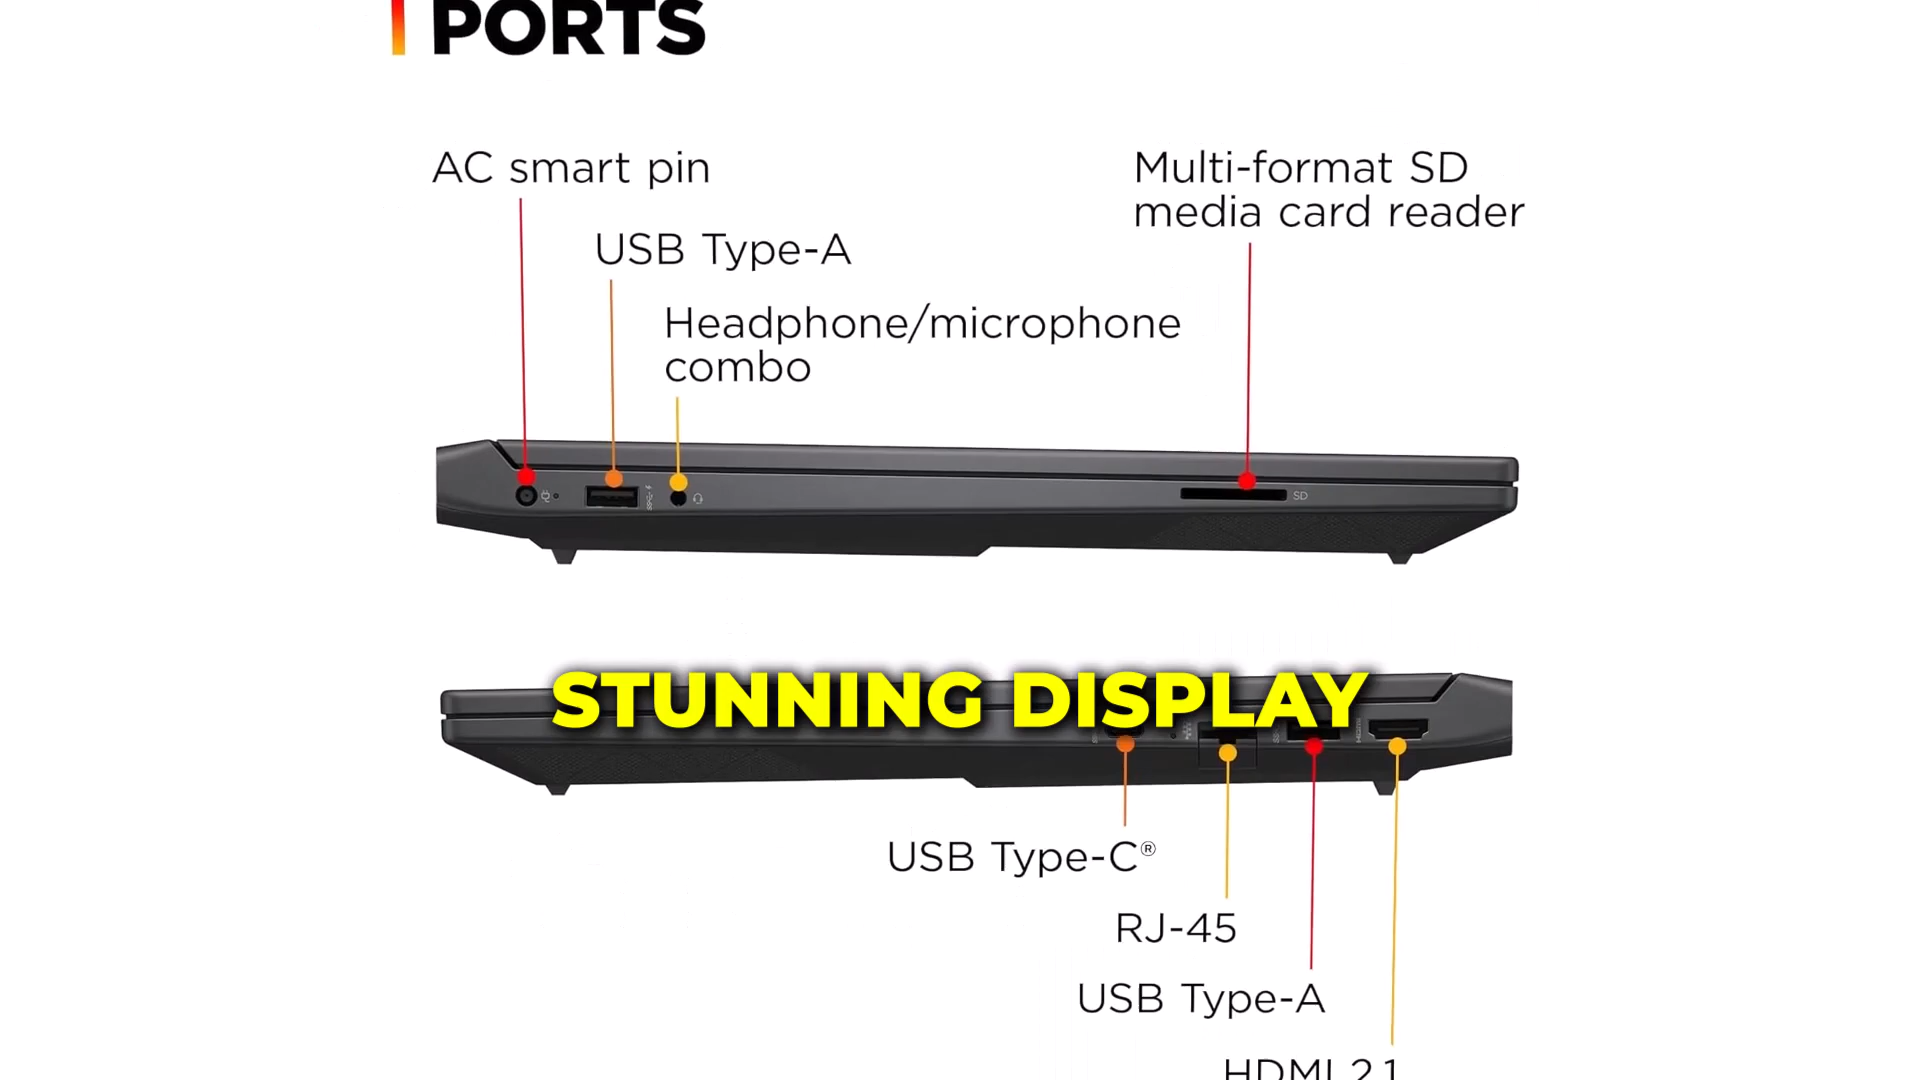 PORTS
AC smart pin
Multi-format SD
media card reader
USB Type-A
Headphone/microphone
combo
SD
STUNNING DISPLAY
USB Type-C®
RJ-45
USB Type-A
HDMI 2.1